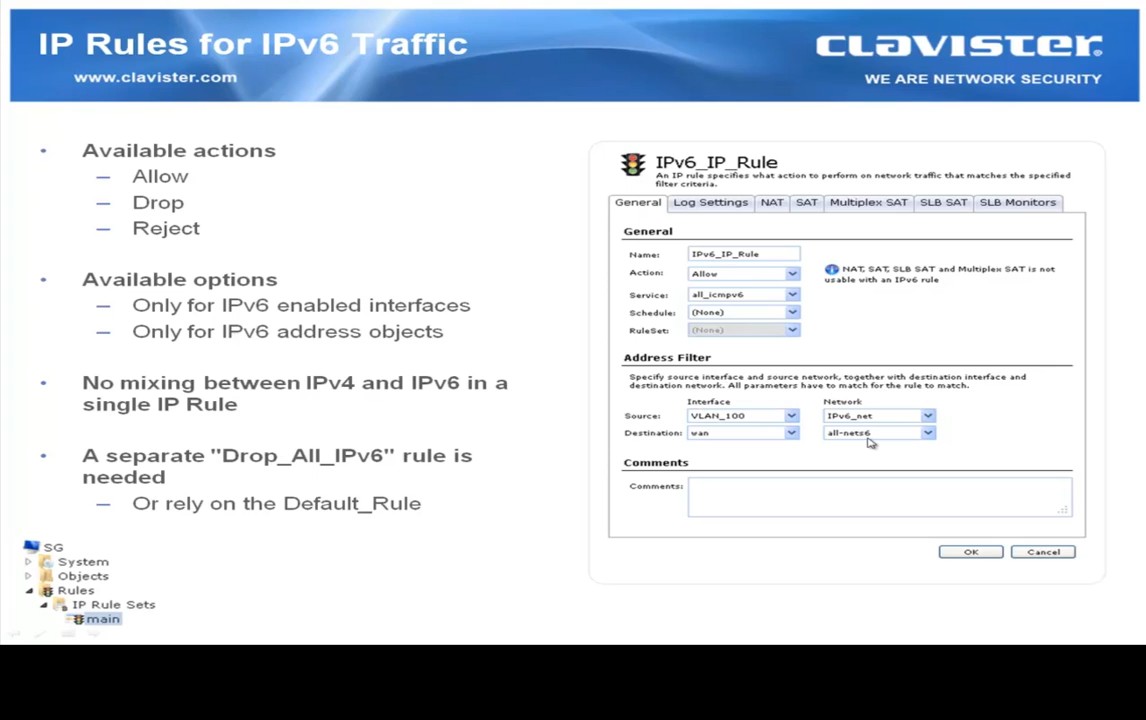 IP Rules for IPv6 Traffic
www.clavister.com
CLAVISTER®
WE ARE NETWORK SECURITY
• Available actions
– Allow
– Drop
– Reject
• Available options
– Only for IPv6 enabled interfaces
– Only for IPv6 address objects
• No mixing between IPv4 and IPv6 in a
single IP Rule
• A separate "Drop_All_IPv6" rule is
needed
– Or rely on the Default_Rule
SG
System
Objects
Rules
IP Rule Sets
main
IPv6_IP_Rule
An IP rule specifies what action to perform on network traffic that matches the specified
filter criteria.
General Log Settings NAT SAT Multiplex SAT SLB SAT SLB Monitors
General
Name: IPv6_IP_Rule
Action: Allow
NAT, SAT, SLB SAT and Multiplex SAT is not
usable with an IPv6 rule
Service: all_icmpv6
Schedule: (None)
RuleSet: (None)
Address Filter
Specify source interface and source network, together with destination interface and
destination network. All parameters have to match for the rule to match.
Interface Network
Source: VLAN_100 IPv6_net
Destination: wan all-nets6
Comments
Comments:
OK Cancel